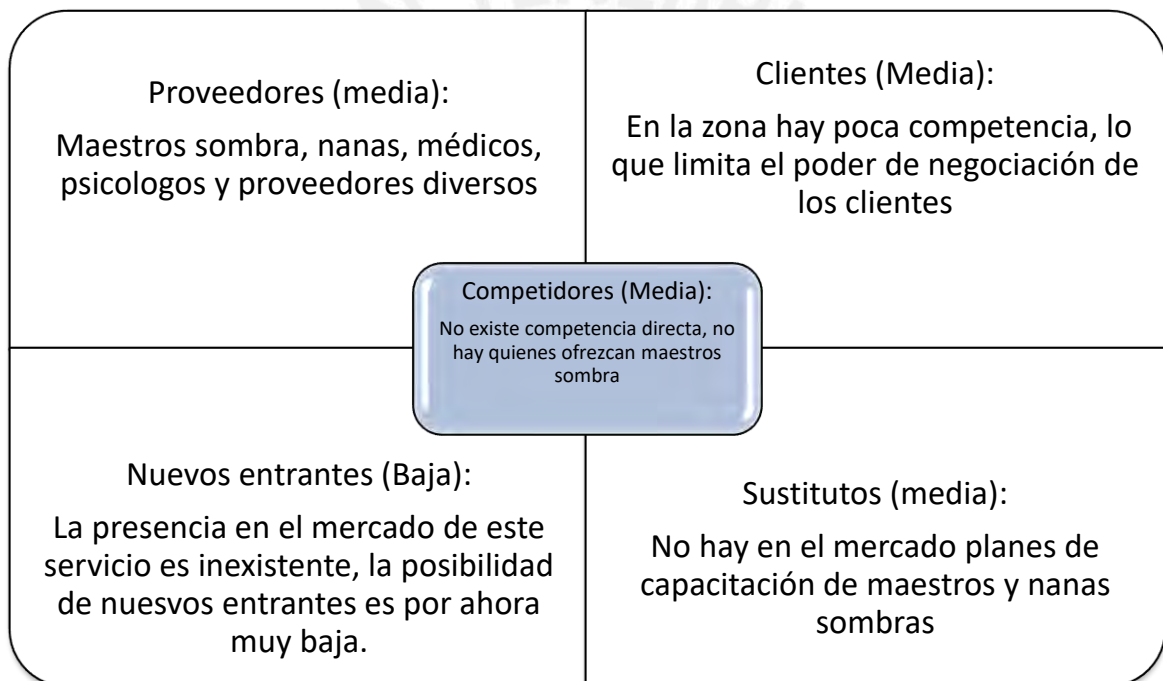 Proveedores (media):
Maestros sombra, nanas, médicos,
psicologos y proveedores diversos
Clientes (Media):
En la zona hay poca competencia, lo
que limita el poder de negociación de
los clientes
Competidores (Media):
No existe competencia directa, no
hay quienes ofrezcan maestros
sombra
Nuevos entrantes (Baja):
La presencia en el mercado de este
servicio es inexistente, la posibilidad
de nuesvos entrantes es por ahora
muy baja.
Sustitutos (media):
No hay en el mercado planes de
capacitación de maestros y nanas
sombras